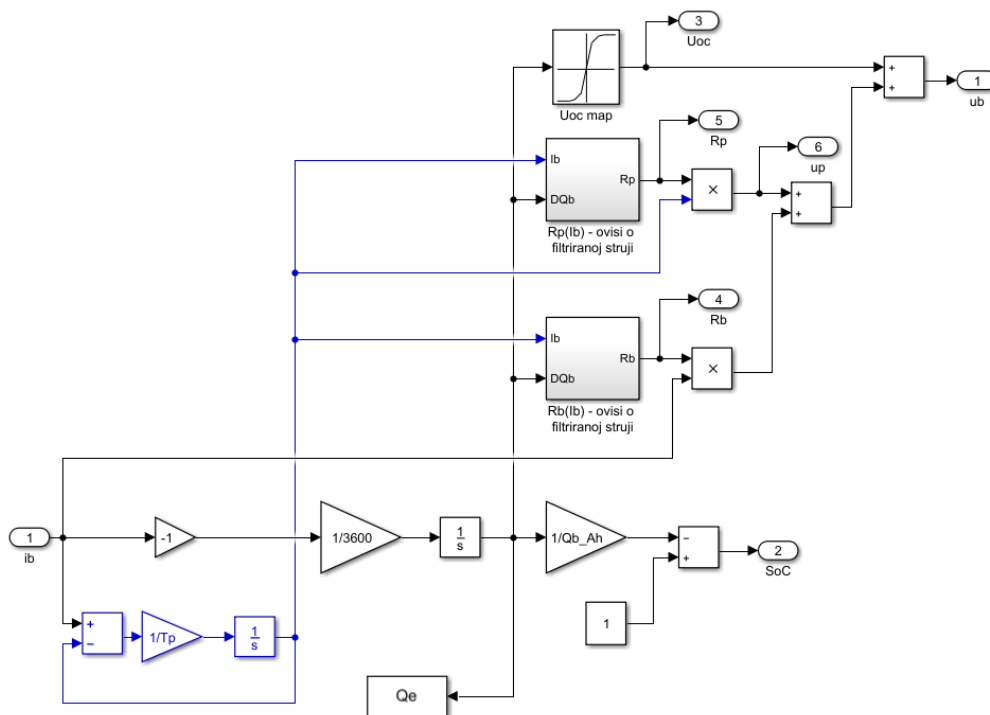 3
Uoc
Uoc map
+
+
1
ub
Ib
DQb
Rp
Rp(Ib) - ovisi o
filtriranoj struji
5
Rp
×
6
up
+
+
Ib
DQb
Rb
Rb(Ib) - ovisi o
filtriranoj struji
4
Rb
×
1
ib
-1
1/3600
1
s
1/Qb_Ah
−
+
2
SoC
1
+
−
1/Tp
1
s
Qe